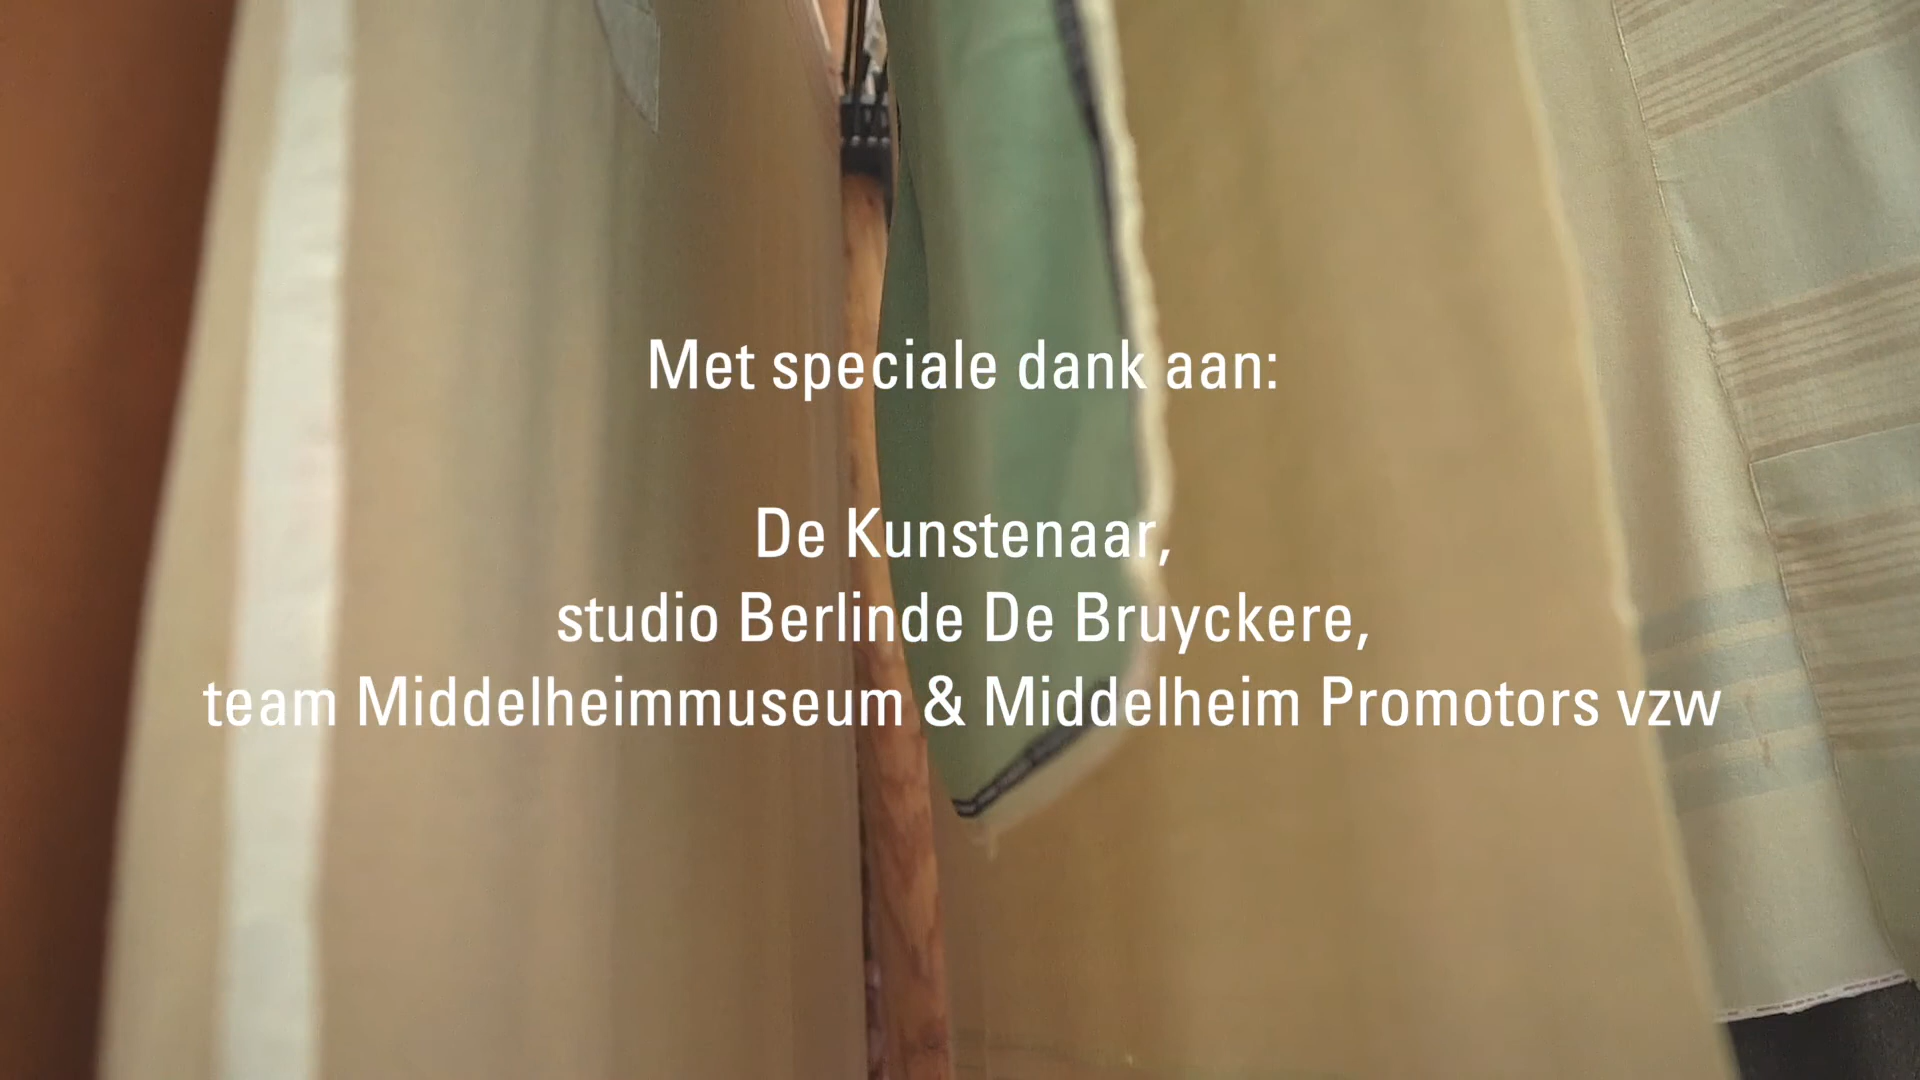 Met speciale dank aan:
De Kunstenaar,
studio Berlinde De Bruyckere,
team Middelheimmuseum & Middelheim Promotors vzw